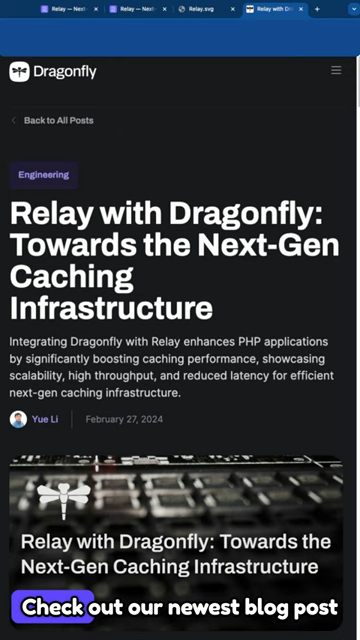 Relay — Next-
Relay — Next-
Relay.svg
Relay with Dr
Dragonfly
Back to All Posts
Engineering
Relay with Dragonfly:
Towards the Next-Gen
Caching
Infrastructure
Integrating Dragonfly with Relay enhances PHP applications
by significantly boosting caching performance, showcasing
scalability, high throughput, and reduced latency for efficient
next-gen caching infrastructure.
Yue Li
February 27, 2024
Relay with Dragonfly: Towards the
Next-Gen Caching Infrastructure
Check out our newest blog post